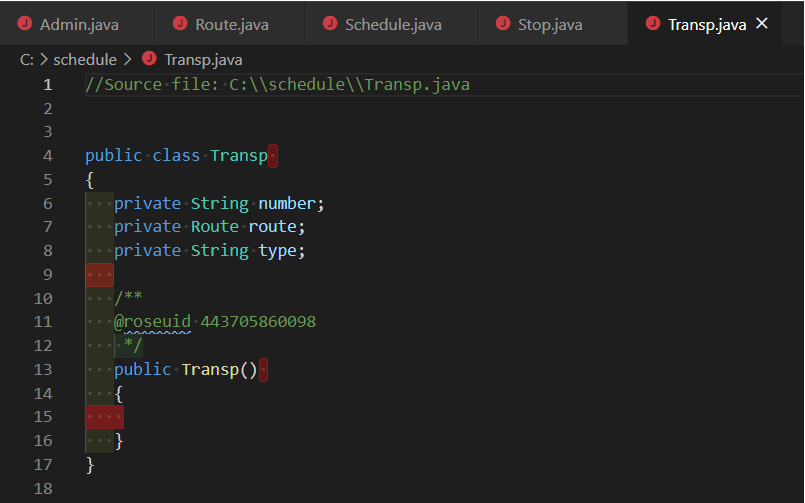 Admin.java Route.java Schedule.java Stop.java Transp.java
C: > schedule > Transp.java
1 //Source file: C:\\schedule\\Transp.java
2
3
4 public class Transp
5 {
6 private String number;
7 private Route route;
8 private String type;
9
10 /**
11 @roseuid 443705860098
12 */
13 public Transp()
14 {
15
16 }
17 }
18